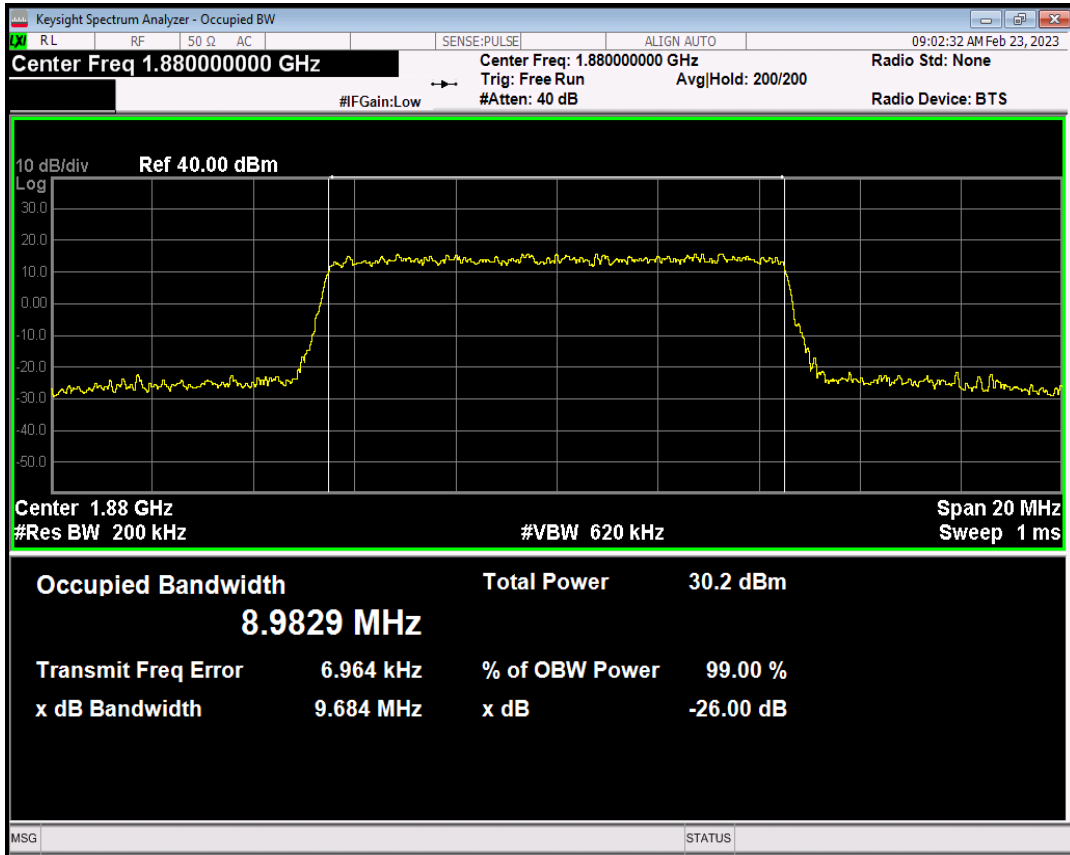 Keysight Spectrum Analyzer - Occupied BW
LXI RL RF 50 Ω AC SENSE:PULSE ALIGN AUTO 09:02:32 AM Feb 23, 2023
Center Freq 1.880000000 GHz Center Freq: 1.880000000 GHz Radio Std: None
Trig: Free Run Avg|Hold: 200/200
#IFGain:Low #Atten: 40 dB Radio Device: BTS
10 dB/div Ref 40.00 dBm
Log
30.0
20.0
10.0
0.00
-10.0
-20.0
-30.0
-40.0
-50.0
Center 1.88 GHz Span 20 MHz
#Res BW 200 kHz #VBW 620 kHz Sweep 1 ms
Occupied Bandwidth Total Power 30.2 dBm
8.9829 MHz
Transmit Freq Error 6.964 kHz % of OBW Power 99.00 %
x dB Bandwidth 9.684 MHz x dB -26.00 dB
MSG STATUS